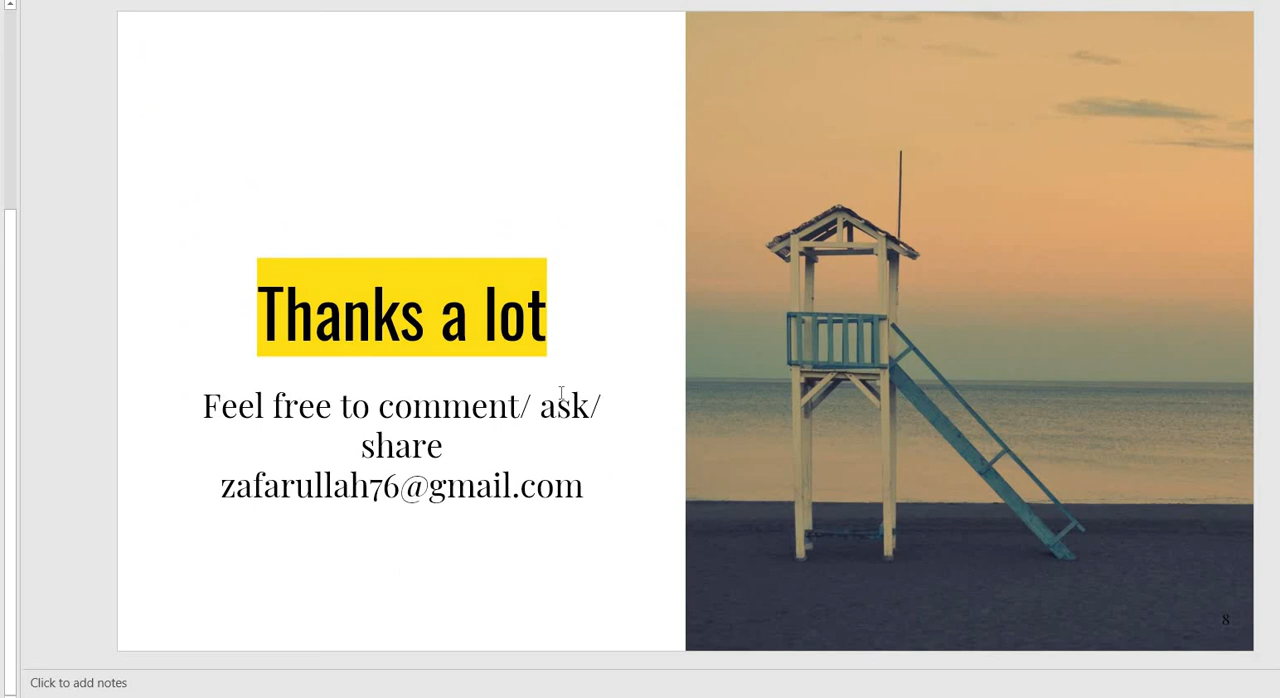 Thanks a lot
Feel free to comment/ ask/
share
zafarullah76@gmail.com
8
Click to add notes